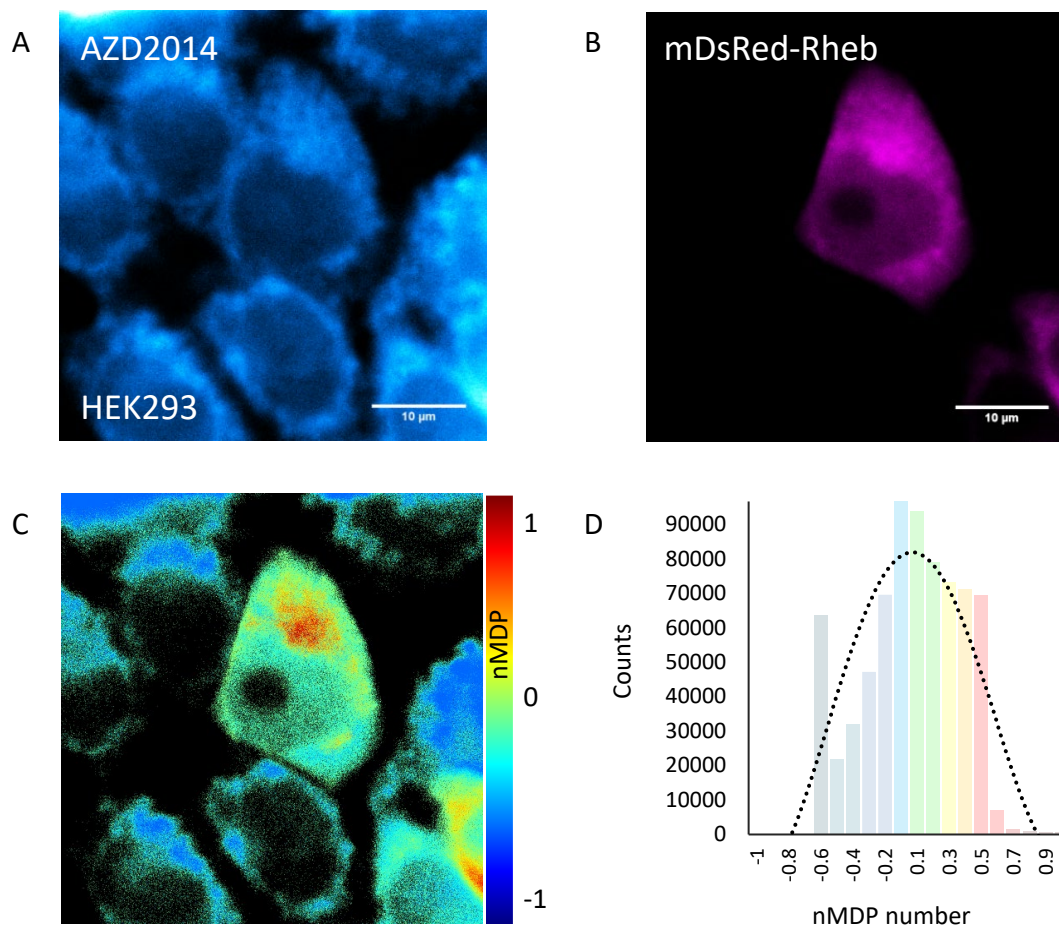 A
AZD2014
HEK293
10 µm
B
mDsRed-Rheb
10 µm
C
1
0
-1
nMDP
D
90000
80000
70000
60000
50000
40000
30000
20000
10000
0
Counts
-1
-0.8
-0.6
-0.4
-0.2
0.1
0.3
0.5
0.7
0.9
nMDP number